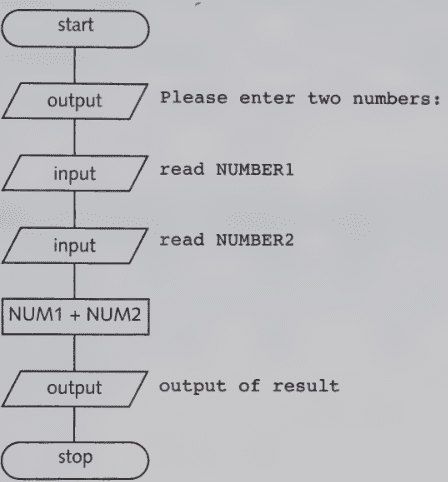 start
output Please enter two numbers:
input read NUMBER1
input read NUMBER2
NUM1 + NUM2
output output of result
stop